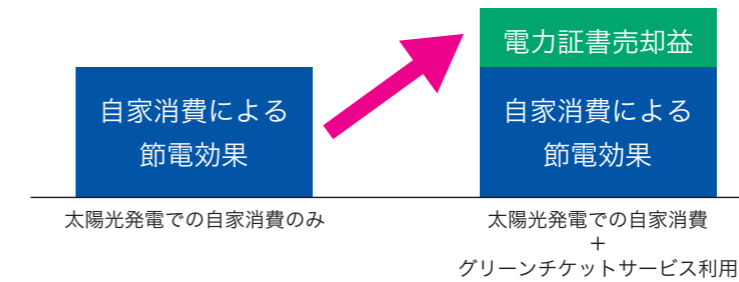 電力証書売却益
自家消費による
節電効果
自家消費による
節電効果
太陽光発電での自家消費のみ
太陽光発電での自家消費
+
グリーンチケットサービス利用